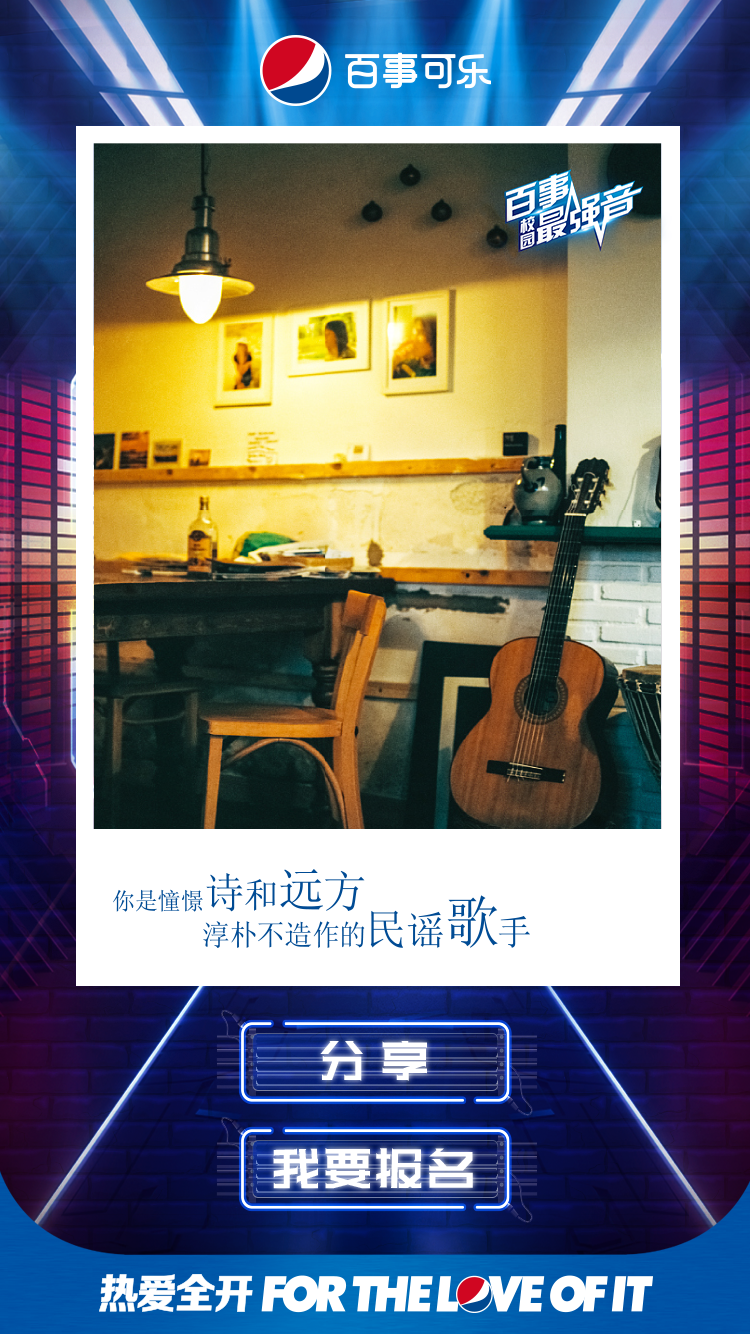 百事可乐
百事
校园最强音
你是憧憬诗和远方
淳朴不造作的民谣歌手
分享
我要报名
热爱全开 FOR THE LOVE OF IT